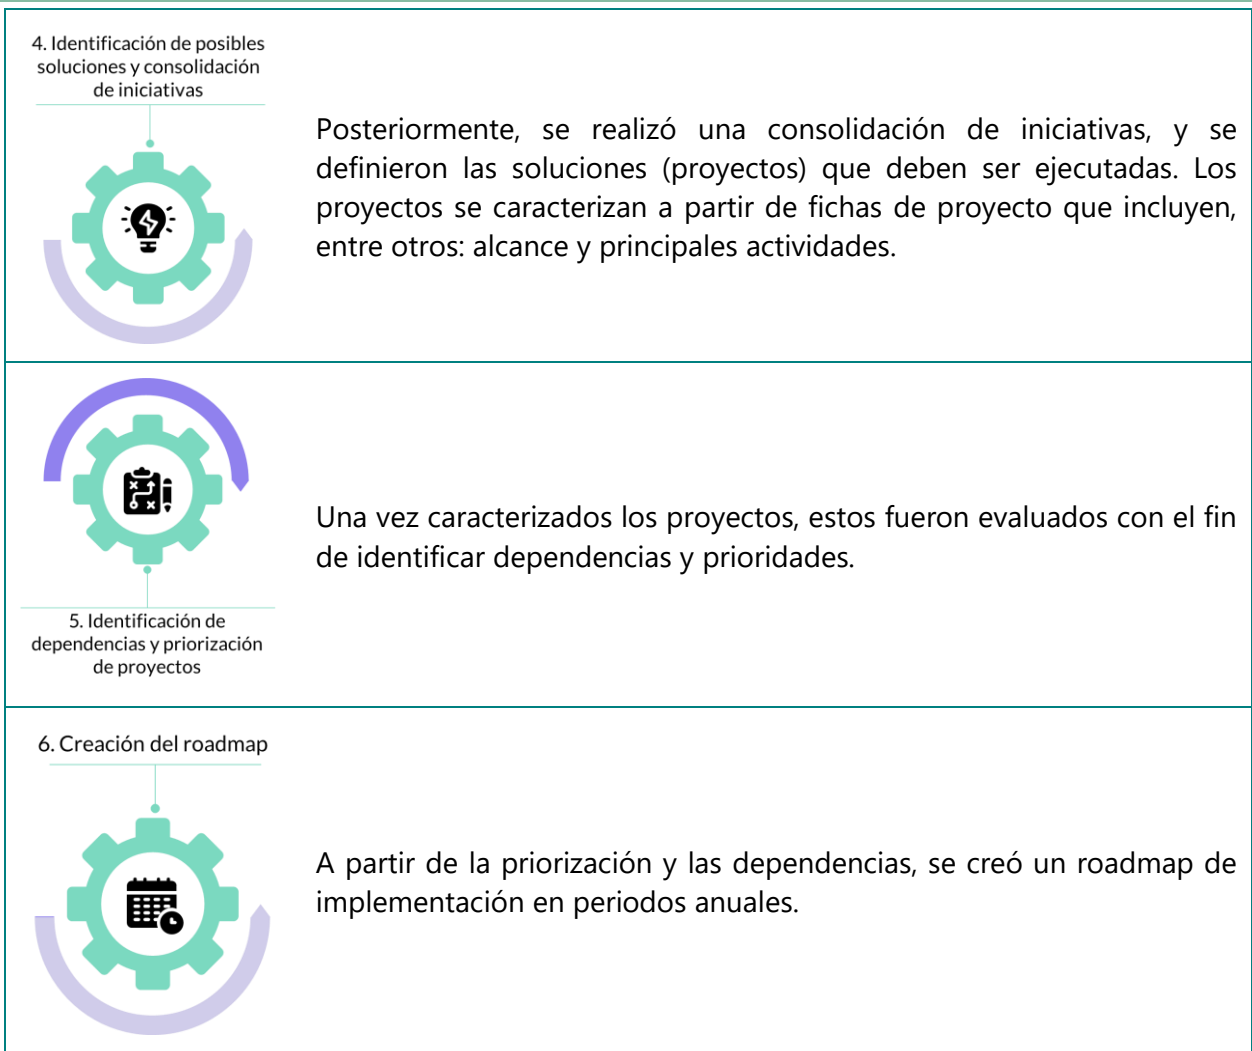 4. Identificación de posibles
soluciones y consolidación
de iniciativas
Posteriormente, se realizó una consolidación de iniciativas, y se
definieron las soluciones (proyectos) que deben ser ejecutadas. Los
proyectos se caracterizan a partir de fichas de proyecto que incluyen,
entre otros: alcance y principales actividades.
Una vez caracterizados los proyectos, estos fueron evaluados con el fin
de identificar dependencias y prioridades.
5. Identificación de
dependencias y priorización
de proyectos
6. Creación del roadmap
A partir de la priorización y las dependencias, se creó un roadmap de
implementación en periodos anuales.